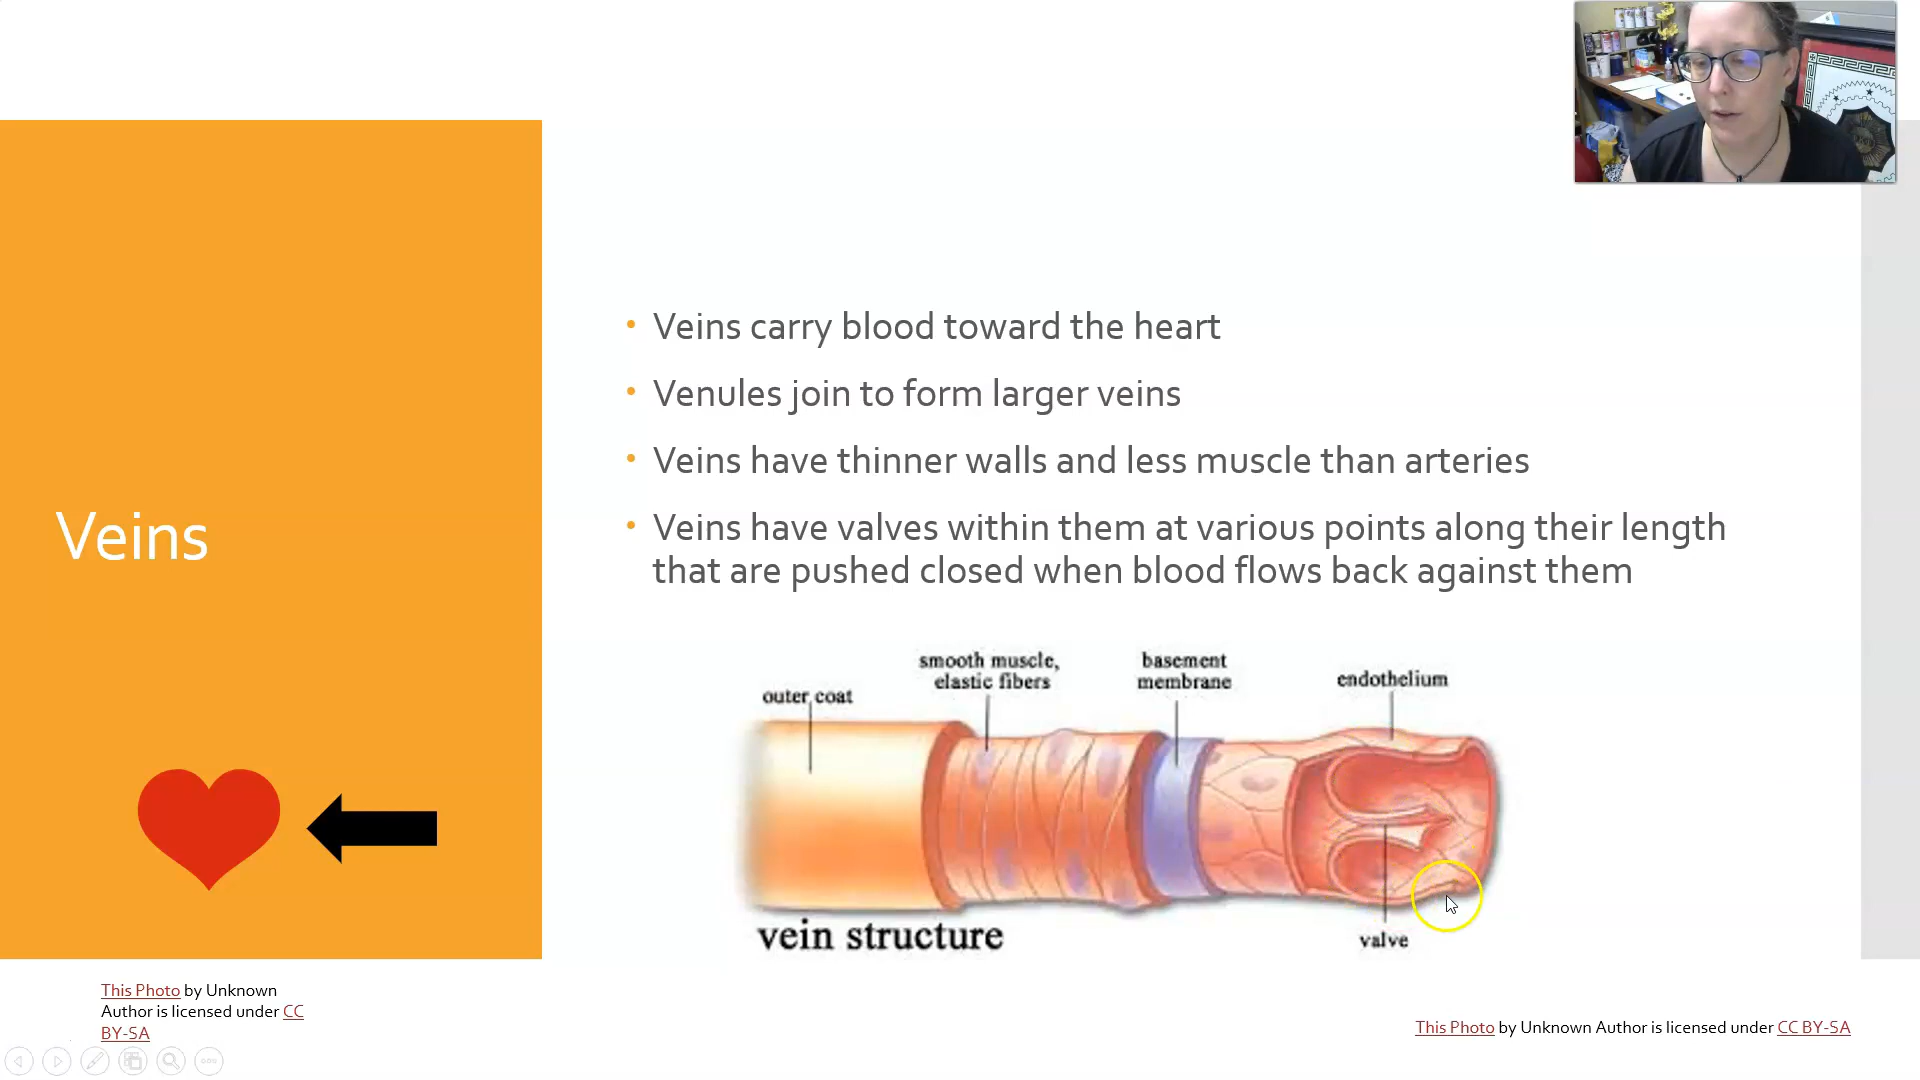 Veins
• Veins carry blood toward the heart
• Venules join to form larger veins
• Veins have thinner walls and less muscle than arteries
• Veins have valves within them at various points along their length
that are pushed closed when blood flows back against them
smooth muscle,
elastic fibers
basement
membrane
outer coat
endothelium
valve
vein structure
This Photo by Unknown
Author is licensed under CC
BY-SA
This Photo by Unknown Author is licensed under CC BY-SA